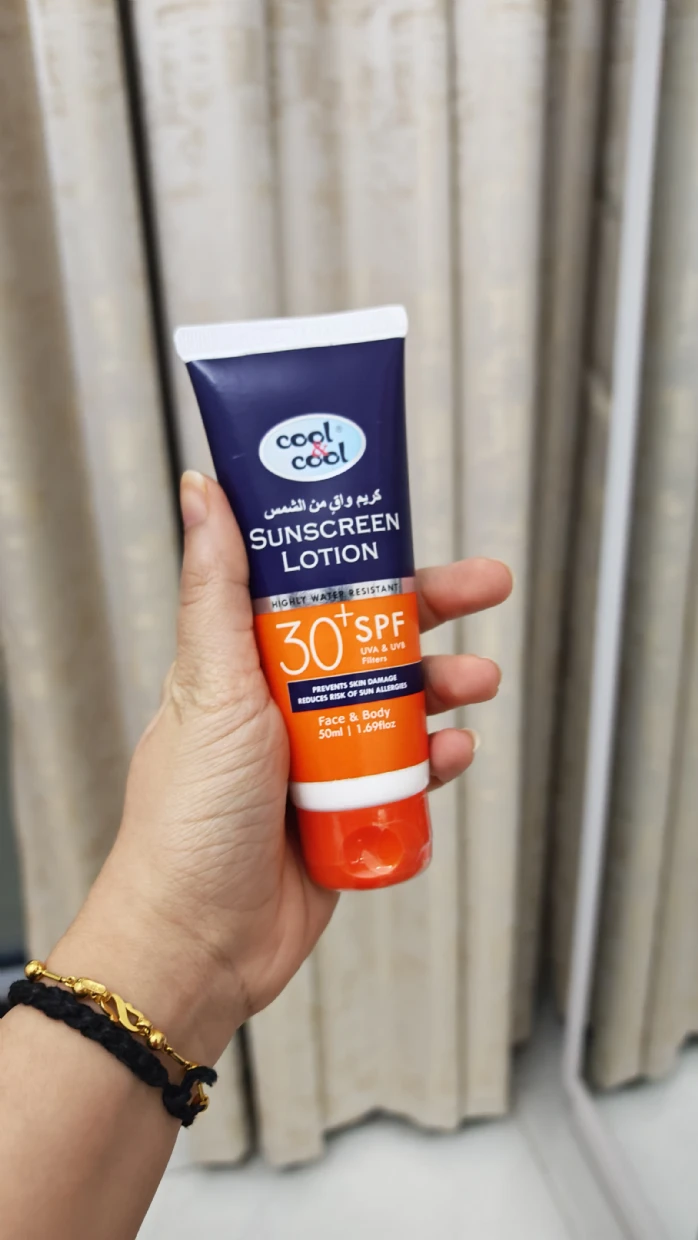 cool®
&
cool
كريم واقٍ من الشمس
SUNSCREEN
LOTION
HIGHLY WATER RESISTANT
30+ SPF
UVA & UVB
Filters
PREVENTS SKIN DAMAGE
REDUCES RISK OF SUN ALLERGIES
Face & Body
50ml | 1.69floz